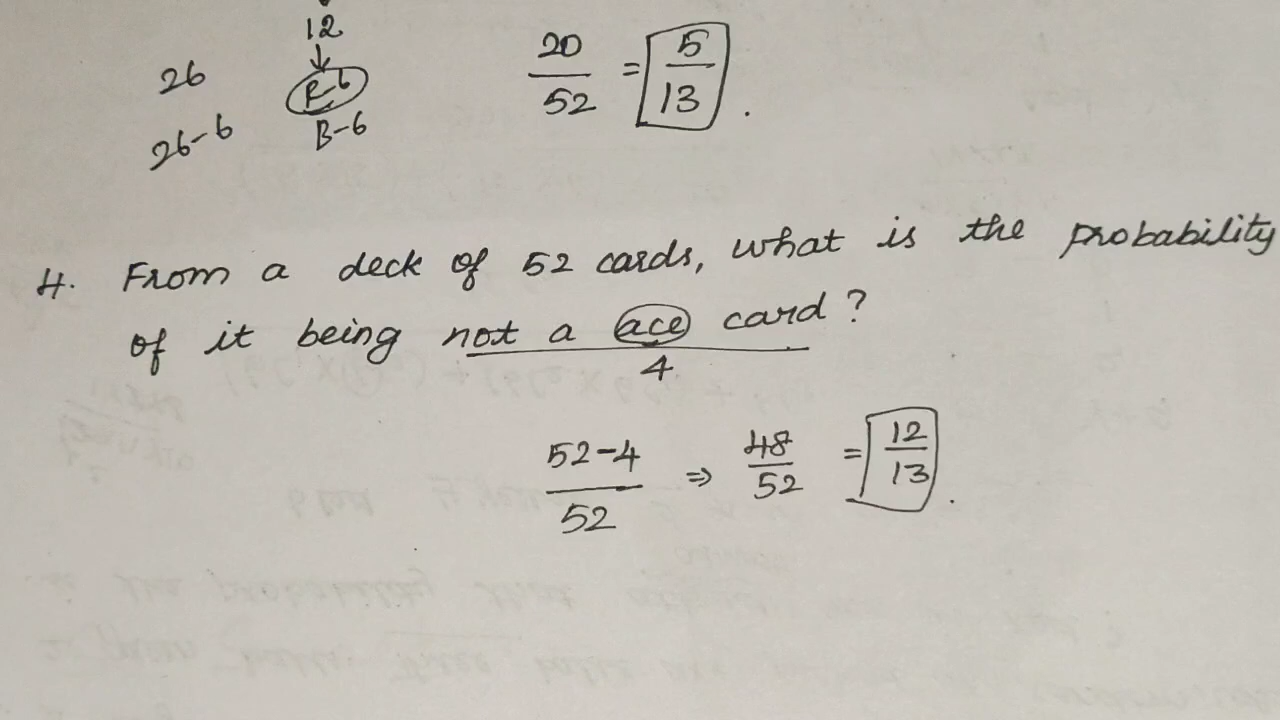 12
↓
26 R-6 20/52 = 5/13.
26-6 B-6
4. From a deck of 52 cards, what is the probability
of it being not a ace card?
4
52-4/52 ⇒ 48/52 = 12/13.